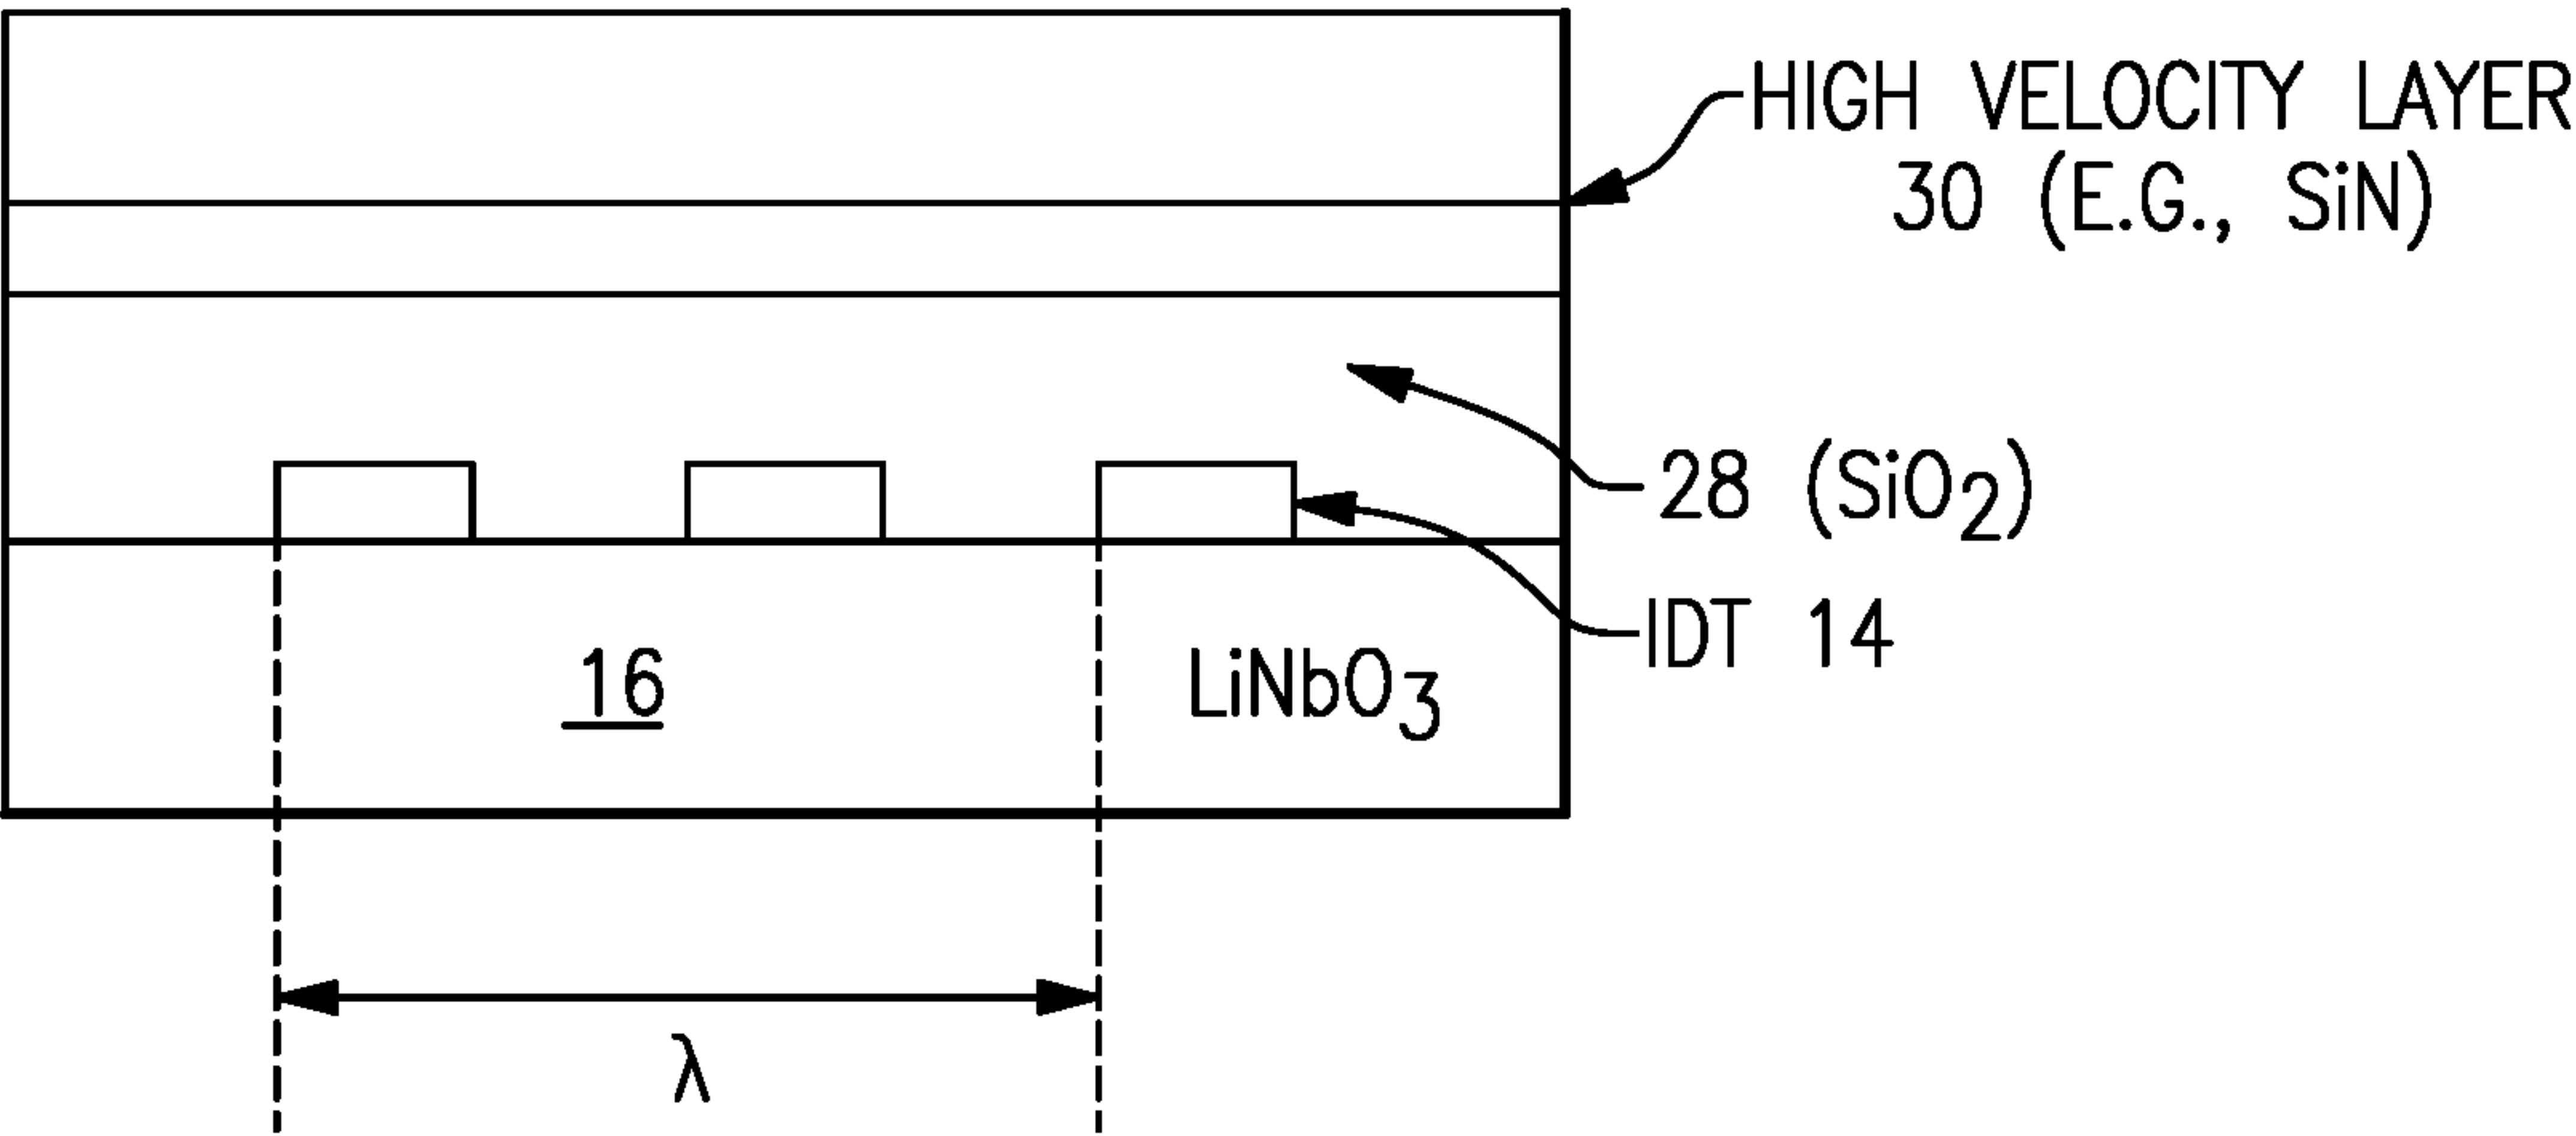 HIGH VELOCITY LAYER
30 (E.G., SiN)
28 (SiO₂)
IDT 14
16
LiNbO₃
λ